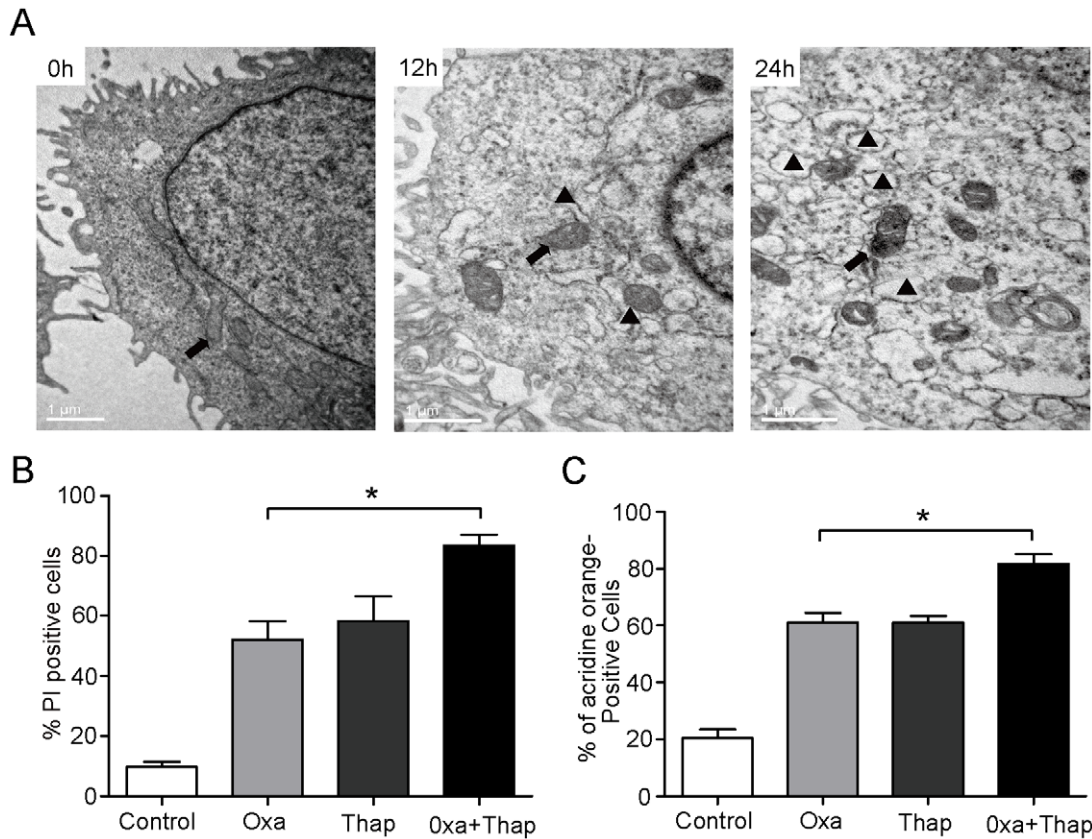 A
0h
12h
24h
1 µm
1 µm
1 µm
B
% PI positive cells
100
80
60
40
20
0
*
Control
Oxa
Thap
0xa+Thap
C
% of acridine orange-
Positive Cells
100
80
60
40
20
0
*
Control
Oxa
Thap
0xa+Thap